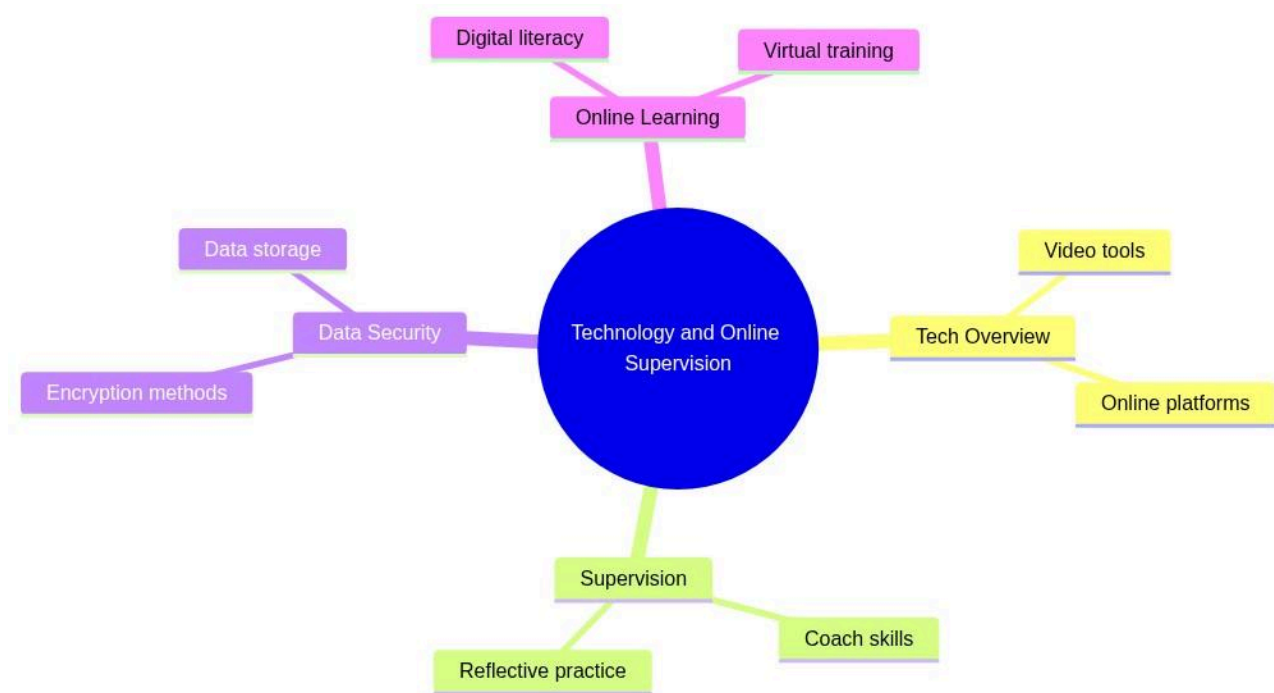 Digital literacy
Virtual training
Online Learning
Data storage
Video tools
Data Security
Technology and Online
Supervision
Tech Overview
Encryption methods
Online platforms
Supervision
Coach skills
Reflective practice